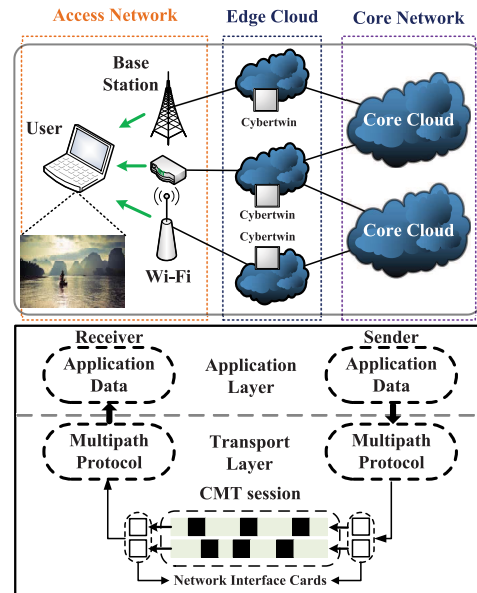 Access Network
Edge Cloud
Core Network
Base
Station
User
Cybertwin
Core Cloud
Cybertwin
Cybertwin
Core Cloud
Wi-Fi
Receiver
Sender
Application
Data
Application
Layer
Application
Data
Multipath
Protocol
Transport
Layer
Multipath
Protocol
CMT session
Network Interface Cards